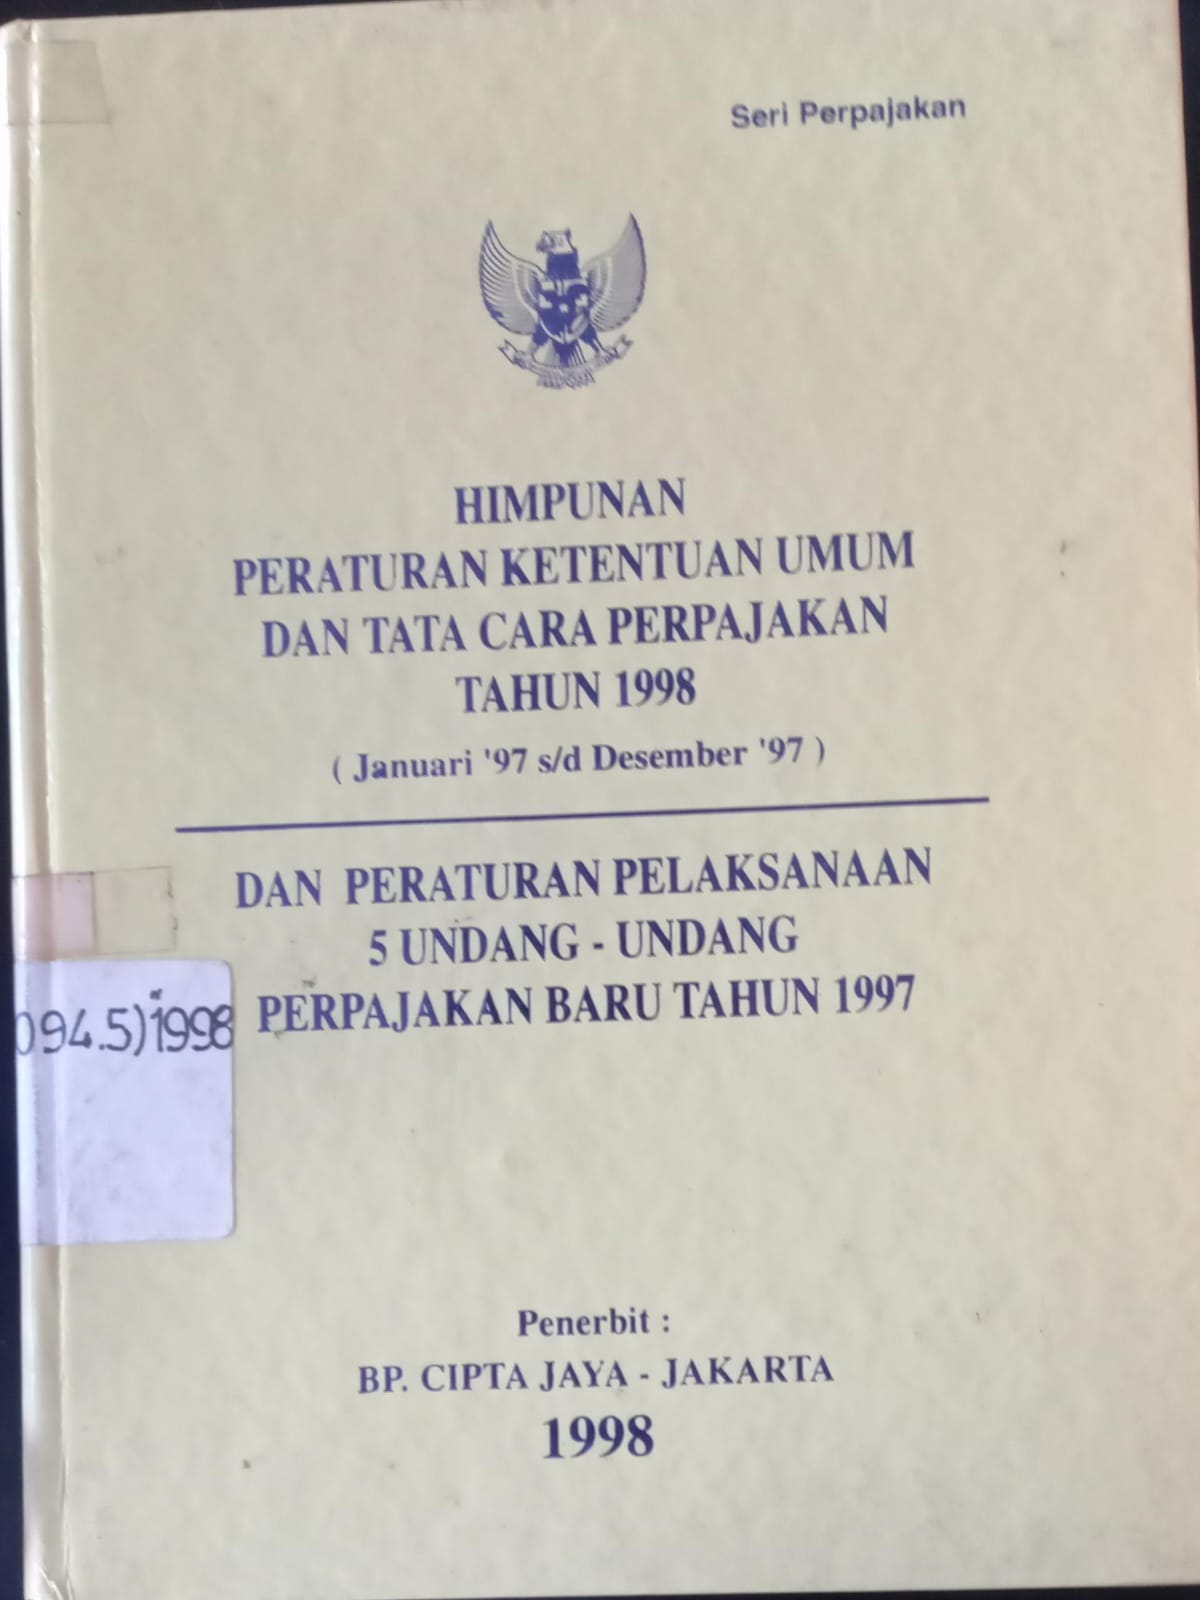 Seri Perpajakan
HIMPUNAN
PERATURAN KETENTUAN UMUM
DAN TATA CARA PERPAJAKAN
TAHUN 1998
( Januari '97 s/d Desember '97 )
DAN PERATURAN PELAKSANAAN
5 UNDANG - UNDANG
PERPAJAKAN BARU TAHUN 1997
94.5)1998
Penerbit :
BP. CIPTA JAYA - JAKARTA
1998